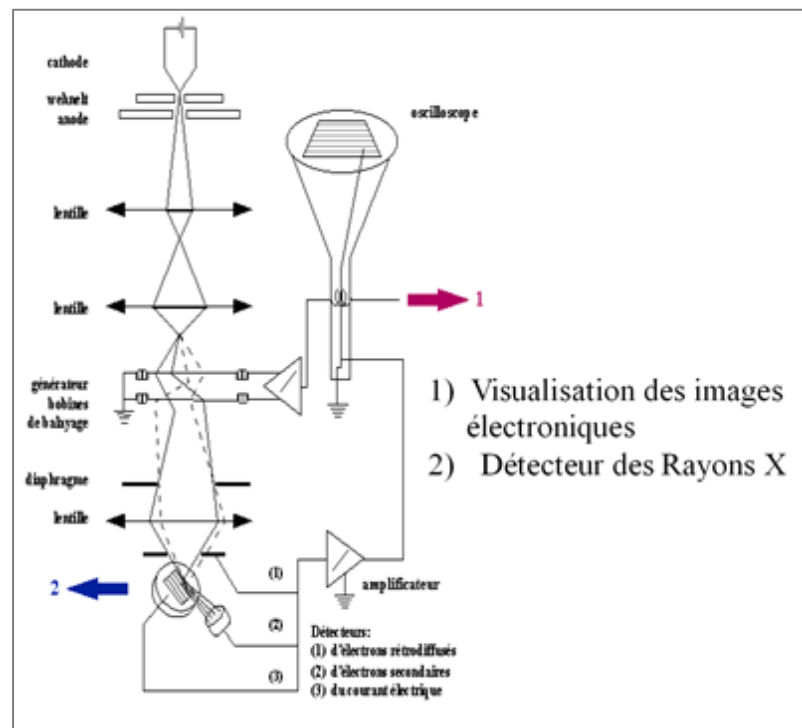 cathode
wehnelt
anode
oscilloscope
lentille
lentille
1
générateur
bobines
de balayage
1) Visualisation des images
électroniques
2) Détecteur des Rayons X
diaphragme
lentille
2
(1)
amplificateur
(2)
Détecteurs:
(1) d'électrons rétrodiffusés
(2) d'électrons secondaires
(3) du courant électrique
(3)